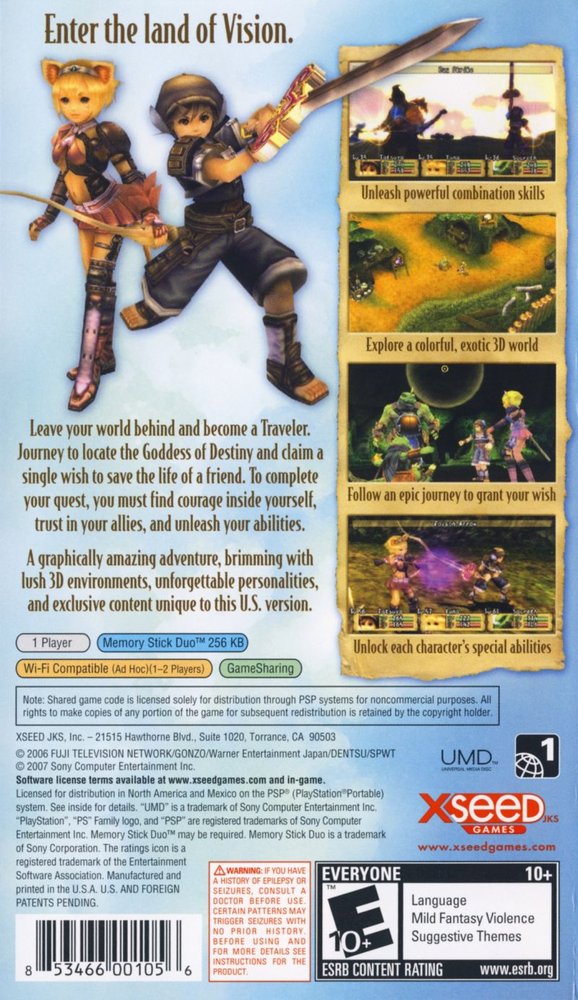 Enter the land of Vision.
Unleash powerful combination skills
Explore a colorful, exotic 3D world
Follow an epic journey to grant your wish
Unlock each character's special abilities
Leave your world behind and become a Traveler.
Journey to locate the Goddess of Destiny and claim a
single wish to save the life of a friend. To complete
your quest, you must find courage inside yourself,
trust in your allies, and unleash your abilities.
A graphically amazing adventure, brimming with
lush 3D environments, unforgettable personalities,
and exclusive content unique to this U.S. version.
1 Player
Memory Stick Duo™ 256 KB
Wi-Fi Compatible (Ad Hoc)(1–2 Players)
GameSharing
Note: Shared game code is licensed solely for distribution through PSP systems for noncommercial purposes. All
rights to make copies of any portion of the game for subsequent redistribution is retained by the copyright holder.
XSEED JKS, Inc. – 21515 Hawthorne Blvd., Suite 1020, Torrance, CA 90503
© 2006 FUJI TELEVISION NETWORK/GONZO/Warner Entertainment Japan/DENTSU/SPWT
© 2007 Sony Computer Entertainment Inc.
Software license terms available at www.xseedgames.com and in-game.
Licensed for distribution in North America and Mexico on the PSP® (PlayStation®Portable)
system. See inside for details. "UMD" is a trademark of Sony Computer Entertainment Inc.
"PlayStation", "PS" Family logo, and "PSP" are registered trademarks of Sony Computer
Entertainment Inc. Memory Stick Duo™ may be required. Memory Stick Duo is a trademark
of Sony Corporation. The ratings icon is a
registered trademark of the Entertainment
Software Association. Manufactured and
printed in the U.S.A. U.S. AND FOREIGN
PATENTS PENDING.
UMD™
UNIVERSAL MEDIA DISC
1
XSEED JKS
GAMES
www.xseedgames.com
8 53466 00105 6
WARNING: IF YOU HAVE
A HISTORY OF EPILEPSY OR
SEIZURES, CONSULT A
DOCTOR BEFORE USE.
CERTAIN PATTERNS MAY
TRIGGER SEIZURES WITH
NO PRIOR HISTORY.
BEFORE USING AND
FOR MORE DETAILS SEE
INSTRUCTIONS FOR THE
PRODUCT.
EVERYONE 10+
E™
10+
Language
Mild Fantasy Violence
Suggestive Themes
ESRB CONTENT RATING www.esrb.org